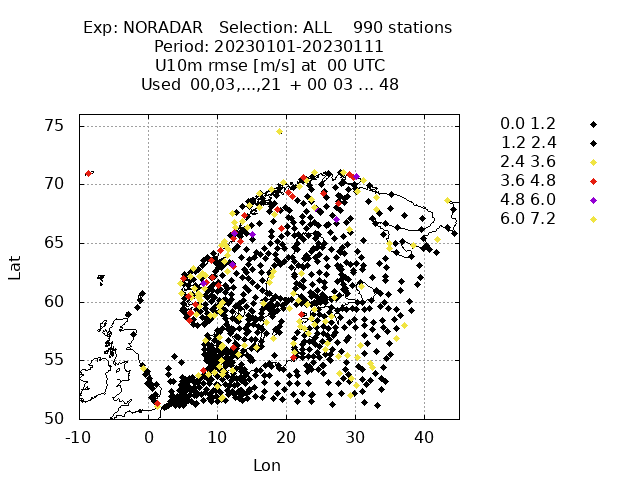 Exp: NORADAR   Selection: ALL    990 stations
Period: 20230101-20230111
U10m rmse [m/s] at  00 UTC
Used  00,03,...,21  + 00 03 ... 48
0.0 1.2
1.2 2.4
2.4 3.6
3.6 4.8
4.8 6.0
6.0 7.2
75
70
65
60
55
50
Lat
-10 0 10 20 30 40
Lon